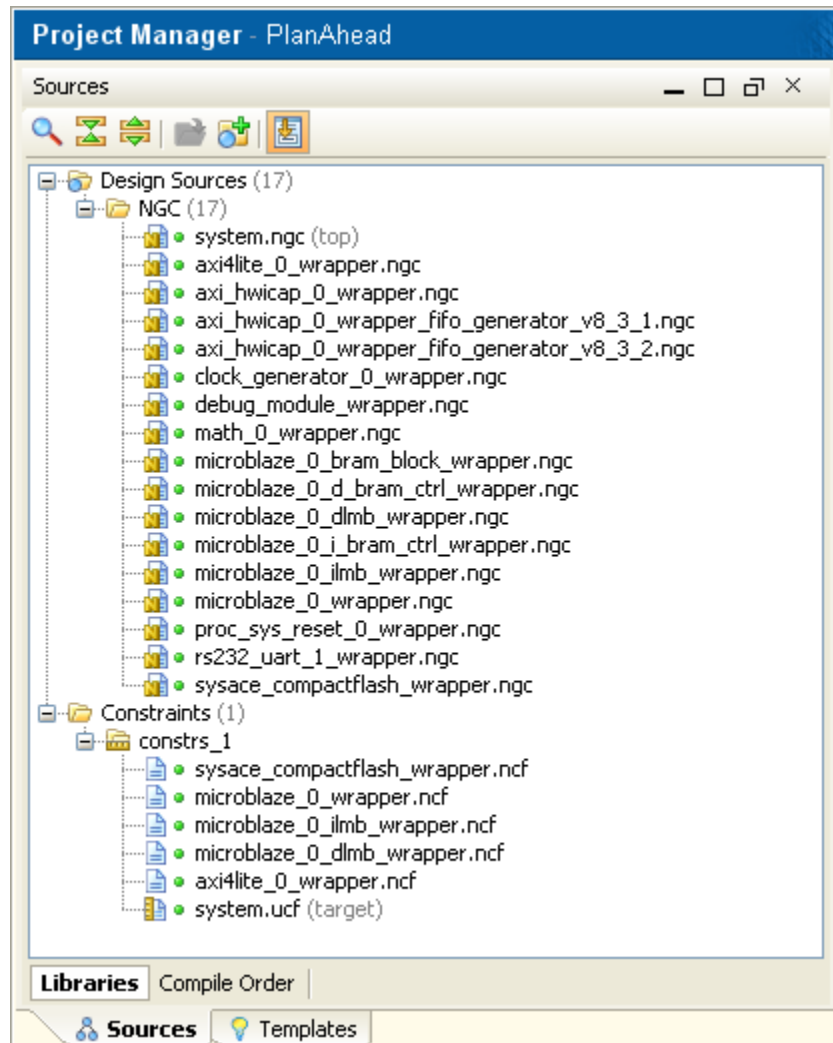 Project Manager - PlanAhead
Sources
Design Sources (17)
NGC (17)
system.ngc (top)
axi4lite_0_wrapper.ngc
axi_hwicap_0_wrapper.ngc
axi_hwicap_0_wrapper_fifo_generator_v8_3_1.ngc
axi_hwicap_0_wrapper_fifo_generator_v8_3_2.ngc
clock_generator_0_wrapper.ngc
debug_module_wrapper.ngc
math_0_wrapper.ngc
microblaze_0_bram_block_wrapper.ngc
microblaze_0_d_bram_ctrl_wrapper.ngc
microblaze_0_dlmb_wrapper.ngc
microblaze_0_i_bram_ctrl_wrapper.ngc
microblaze_0_ilmb_wrapper.ngc
microblaze_0_wrapper.ngc
proc_sys_reset_0_wrapper.ngc
rs232_uart_1_wrapper.ngc
sysace_compactflash_wrapper.ngc
Constraints (1)
constrs_1
sysace_compactflash_wrapper.ncf
microblaze_0_wrapper.ncf
microblaze_0_ilmb_wrapper.ncf
microblaze_0_dlmb_wrapper.ncf
axi4lite_0_wrapper.ncf
system.ucf (target)
Libraries Compile Order
Sources Templates